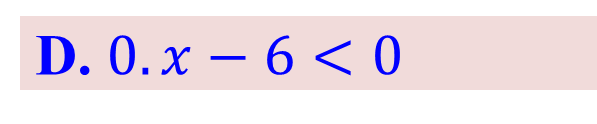 D. 0. x − 6 < 0